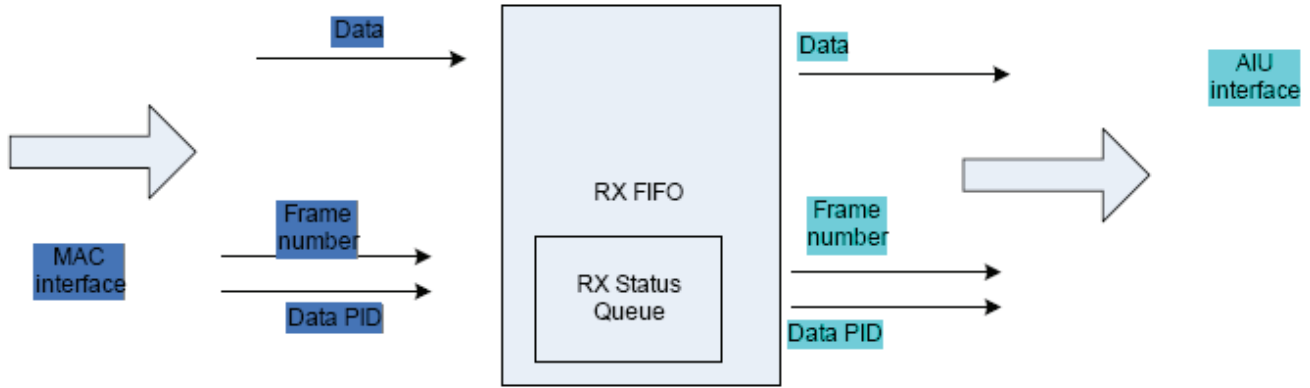 Data
Frame
number
MAC
interface
Data PID
RX FIFO
RX Status
Queue
Data
Frame
number
Data PID
AIU
interface